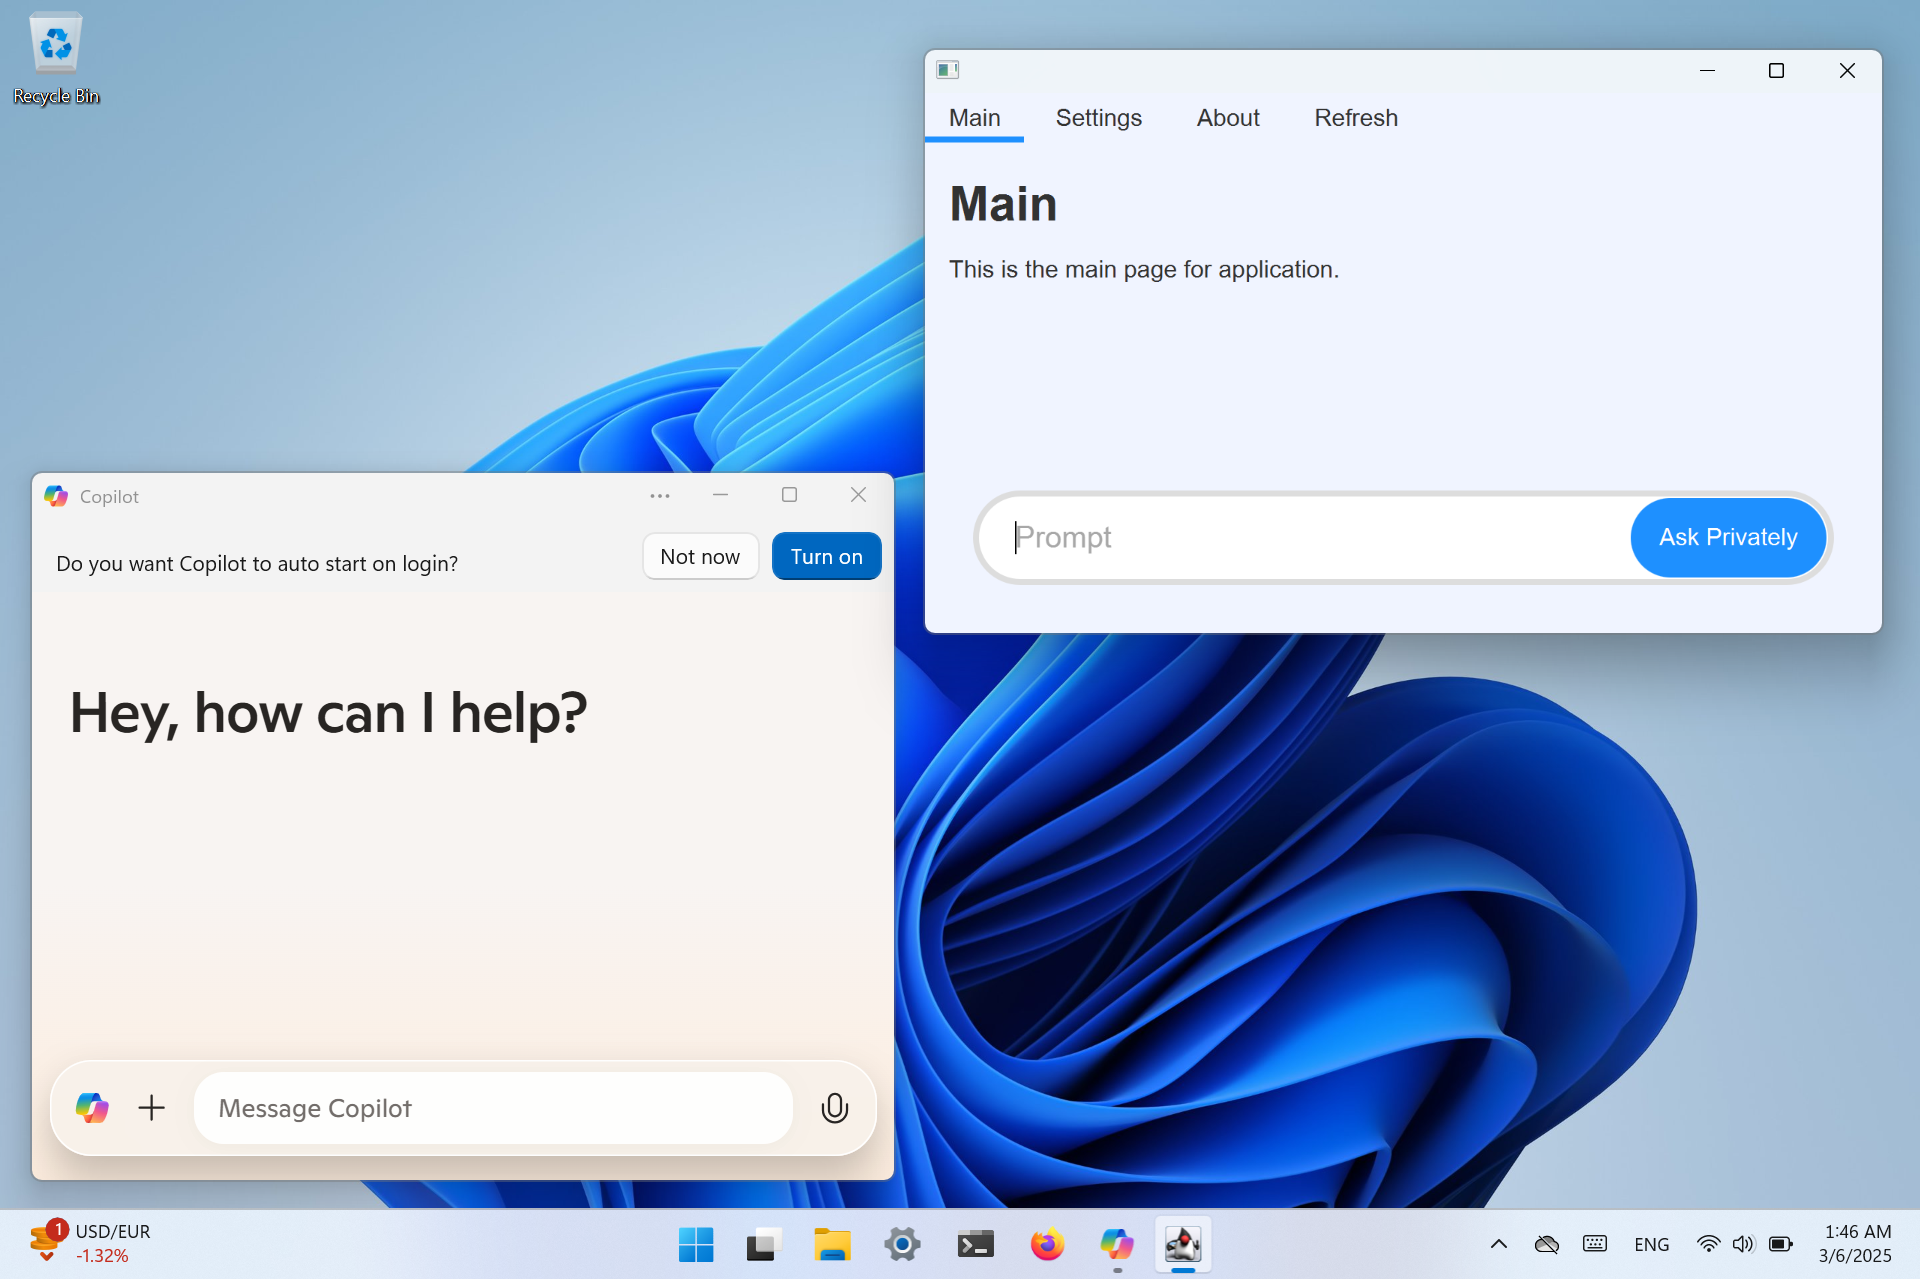 Recycle Bin
Main Settings About Refresh
Main
This is the main page for application.
Prompt
Ask Privately
Copilot
Do you want Copilot to auto start on login?
Not now
Turn on
Hey, how can I help?
Message Copilot
1
USD/EUR
-1.32%
ENG
1:46 AM
3/6/2025